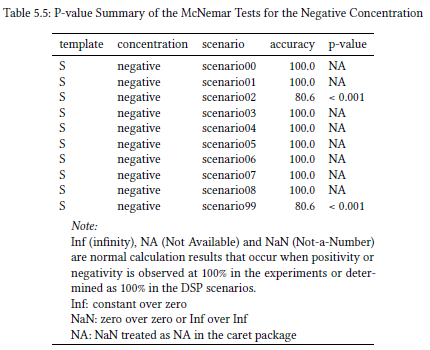 Table 5.5: P-value Summary of the McNemar Tests for the Negative Concentration
template concentration scenario accuracy p-value
S negative scenario00 100.0 NA
S negative scenario01 100.0 NA
S negative scenario02 80.6 < 0.001
S negative scenario03 100.0 NA
S negative scenario04 100.0 NA
S negative scenario05 100.0 NA
S negative scenario06 100.0 NA
S negative scenario07 100.0 NA
S negative scenario08 100.0 NA
S negative scenario99 80.6 < 0.001
Note:
Inf (infinity), NA (Not Available) and NaN (Not-a-Number)
are normal calculation results that occur when positivity or
negativity is observed at 100% in the experiments or deter-
mined as 100% in the DSP scenarios.
Inf: constant over zero
NaN: zero over zero or Inf over Inf
NA: NaN treated as NA in the caret package